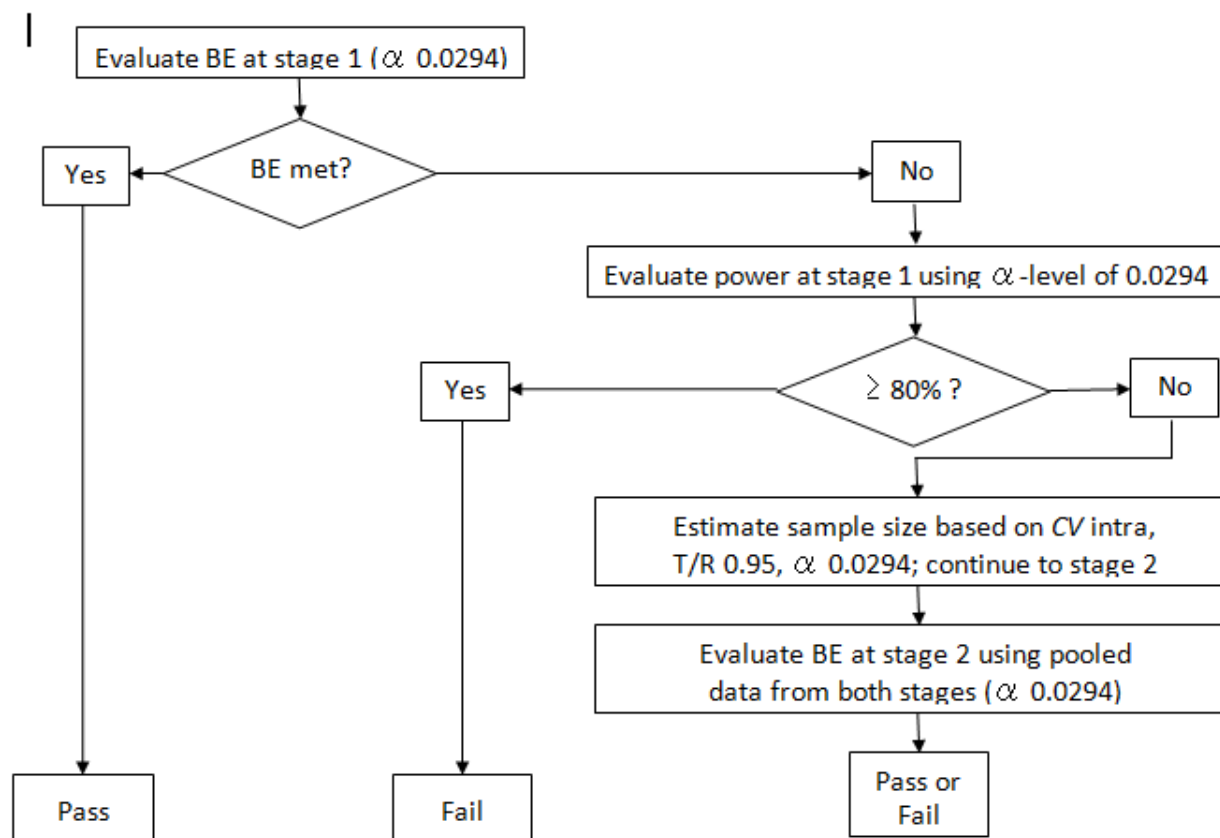 I
Evaluate BE at stage 1 (α 0.0294)
BE met?
Yes
No
Evaluate power at stage 1 using α-level of 0.0294
≥ 80% ?
Yes
No
Estimate sample size based on CV intra,
T/R 0.95, α 0.0294; continue to stage 2
Evaluate BE at stage 2 using pooled
data from both stages (α 0.0294)
Pass
Fail
Pass or
Fail